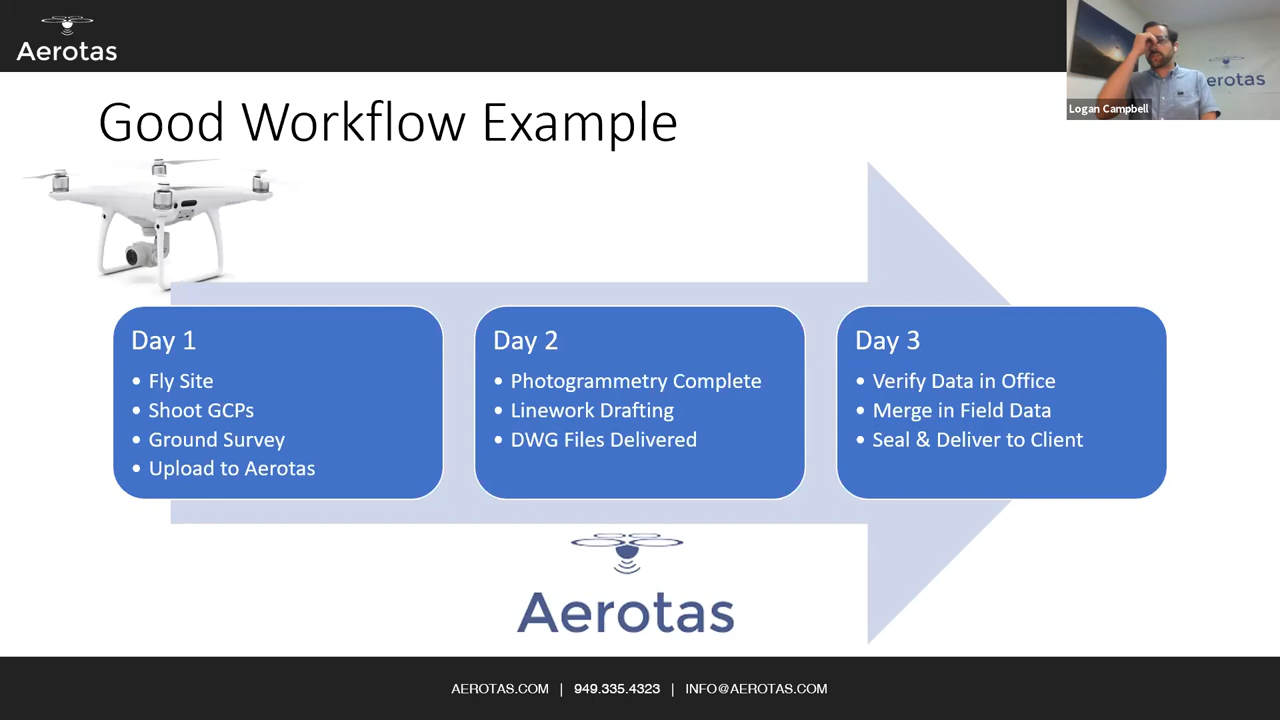 Aerotas
Logan Campbell
erotas
Good Workflow Example
Day 1
• Fly Site
• Shoot GCPs
• Ground Survey
• Upload to Aerotas
Day 2
• Photogrammetry Complete
• Linework Drafting
• DWG Files Delivered
Day 3
• Verify Data in Office
• Merge in Field Data
• Seal & Deliver to Client
Aerotas
AEROTAS.COM | 949.335.4323 | INFO@AEROTAS.COM